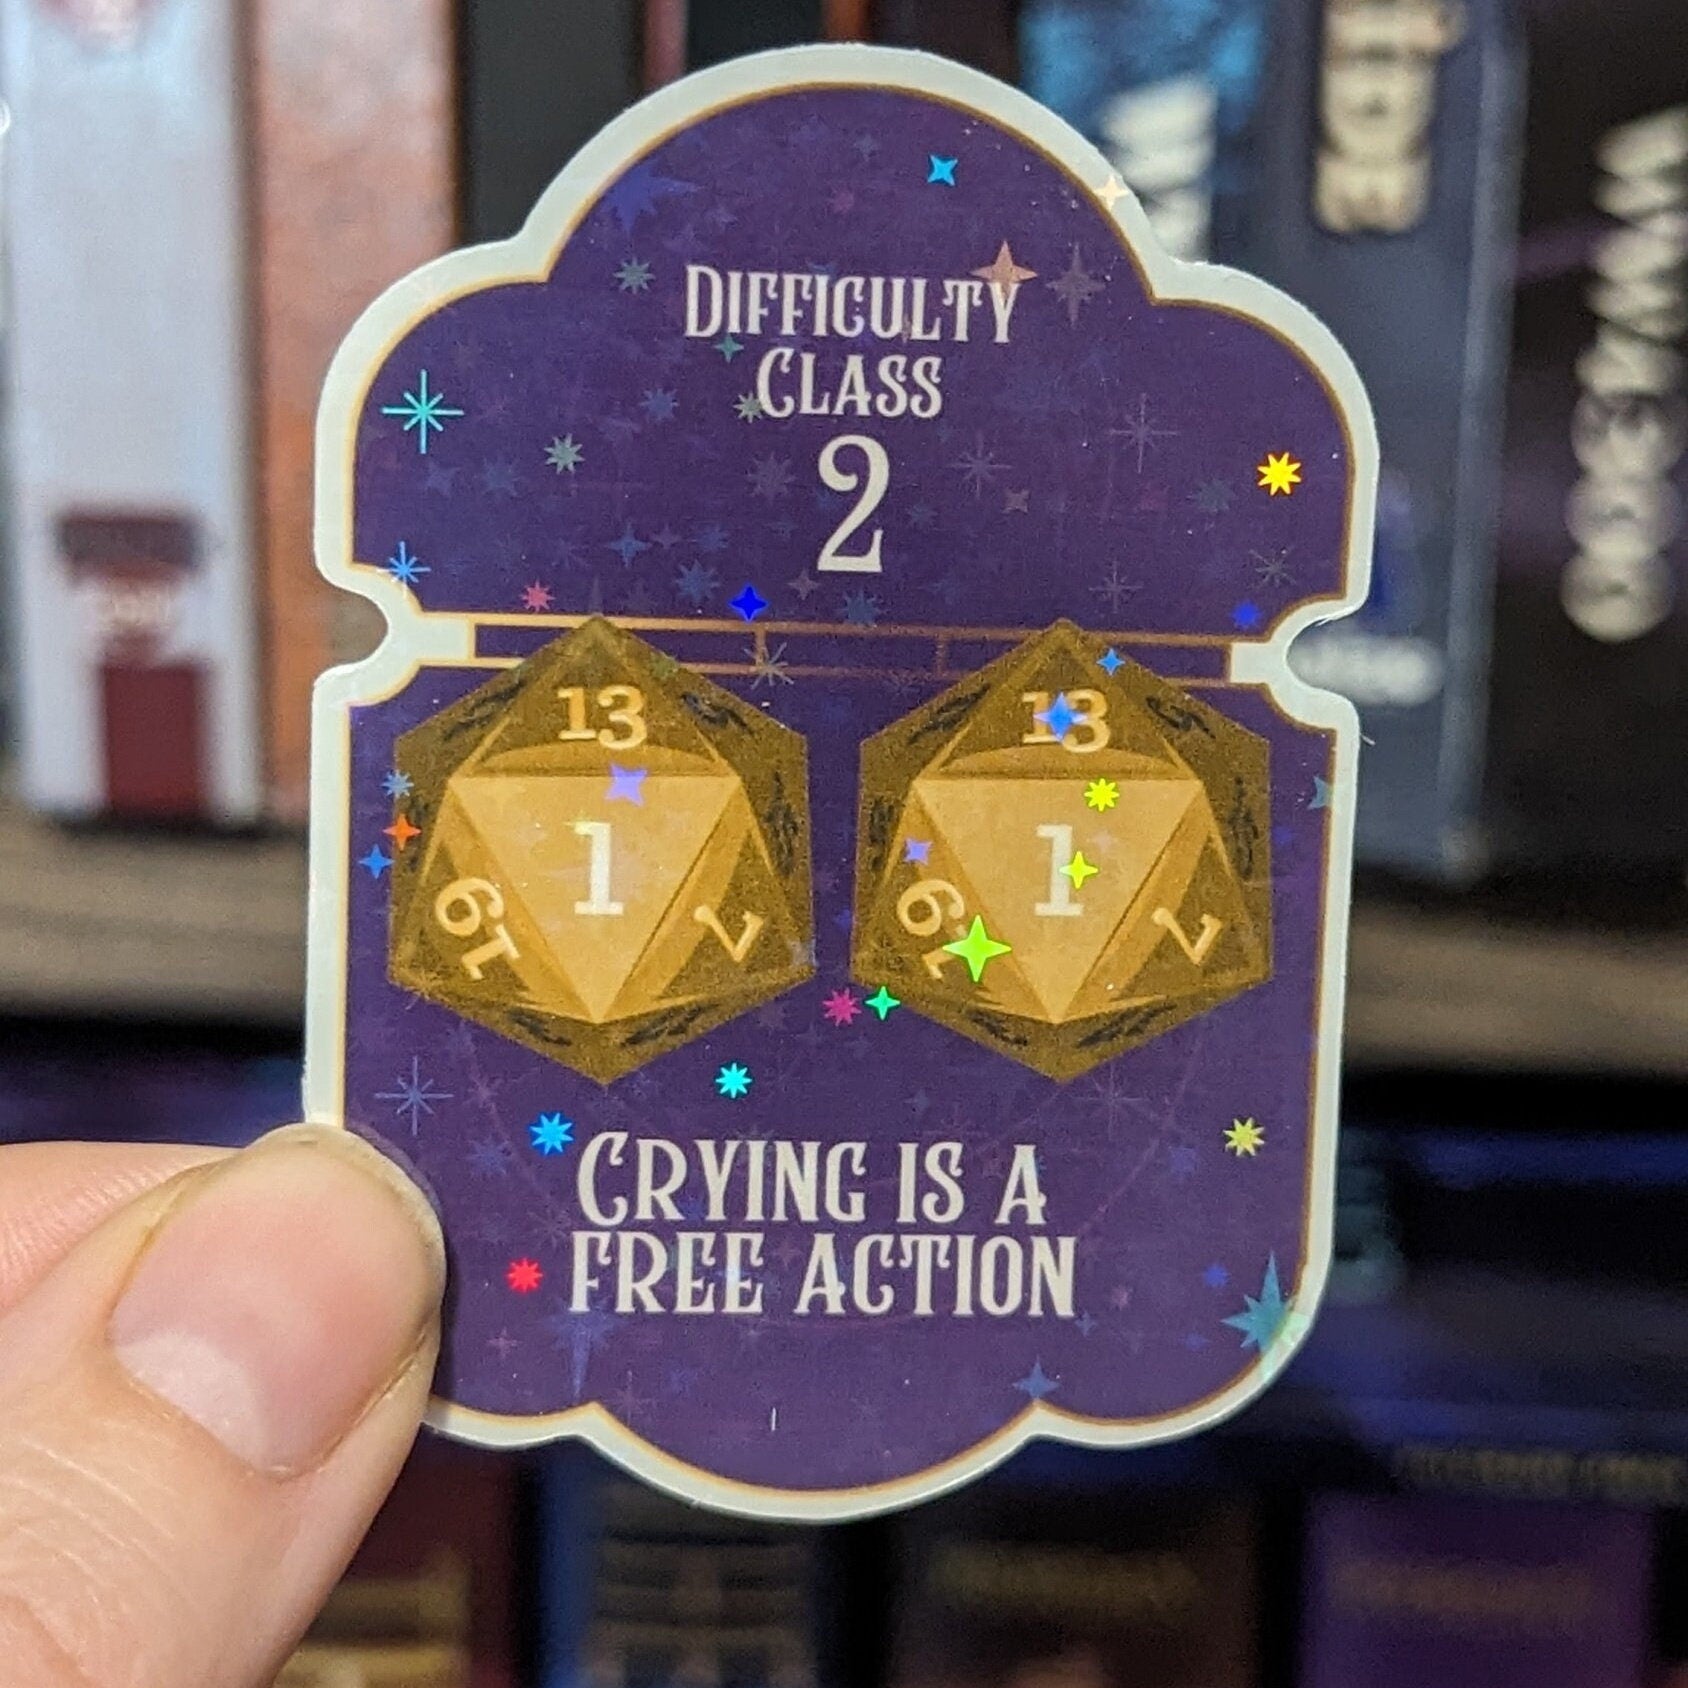 DIFFICULTY
CLASS
2
13
1
19
7
13
1
19
7
CRYING IS A
FREE ACTION